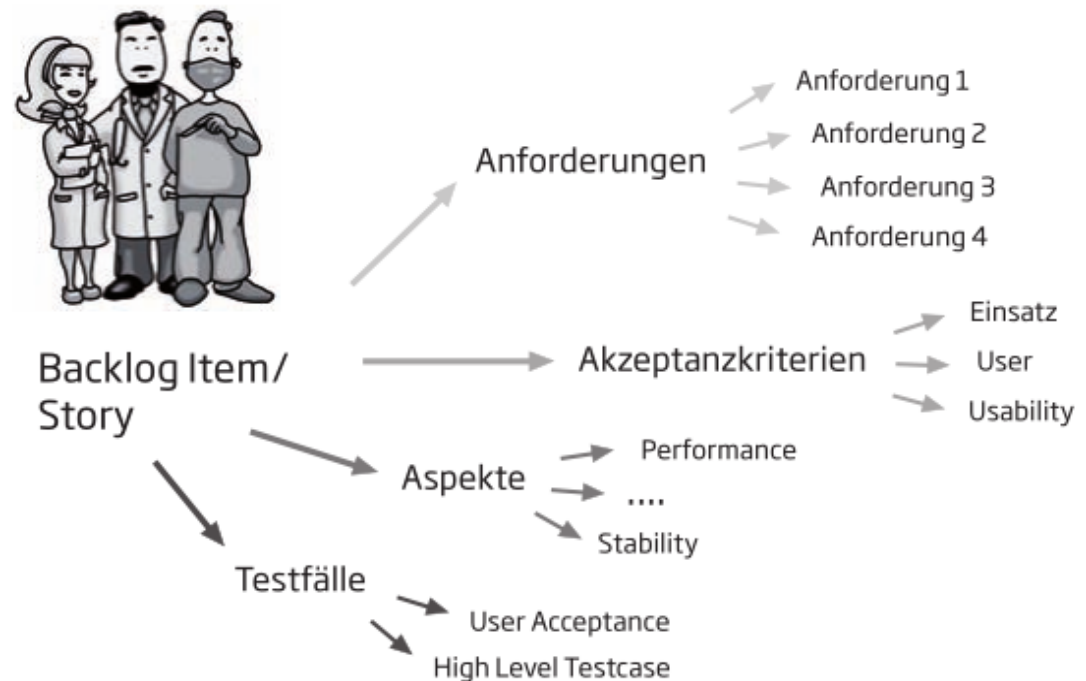 Anforderungen
Anforderung 1
Anforderung 2
Anforderung 3
Anforderung 4
Backlog Item/
Story
Akzeptanzkriterien
Einsatz
User
Usability
Aspekte
Performance
....
Stability
Testfälle
User Acceptance
High Level Testcase